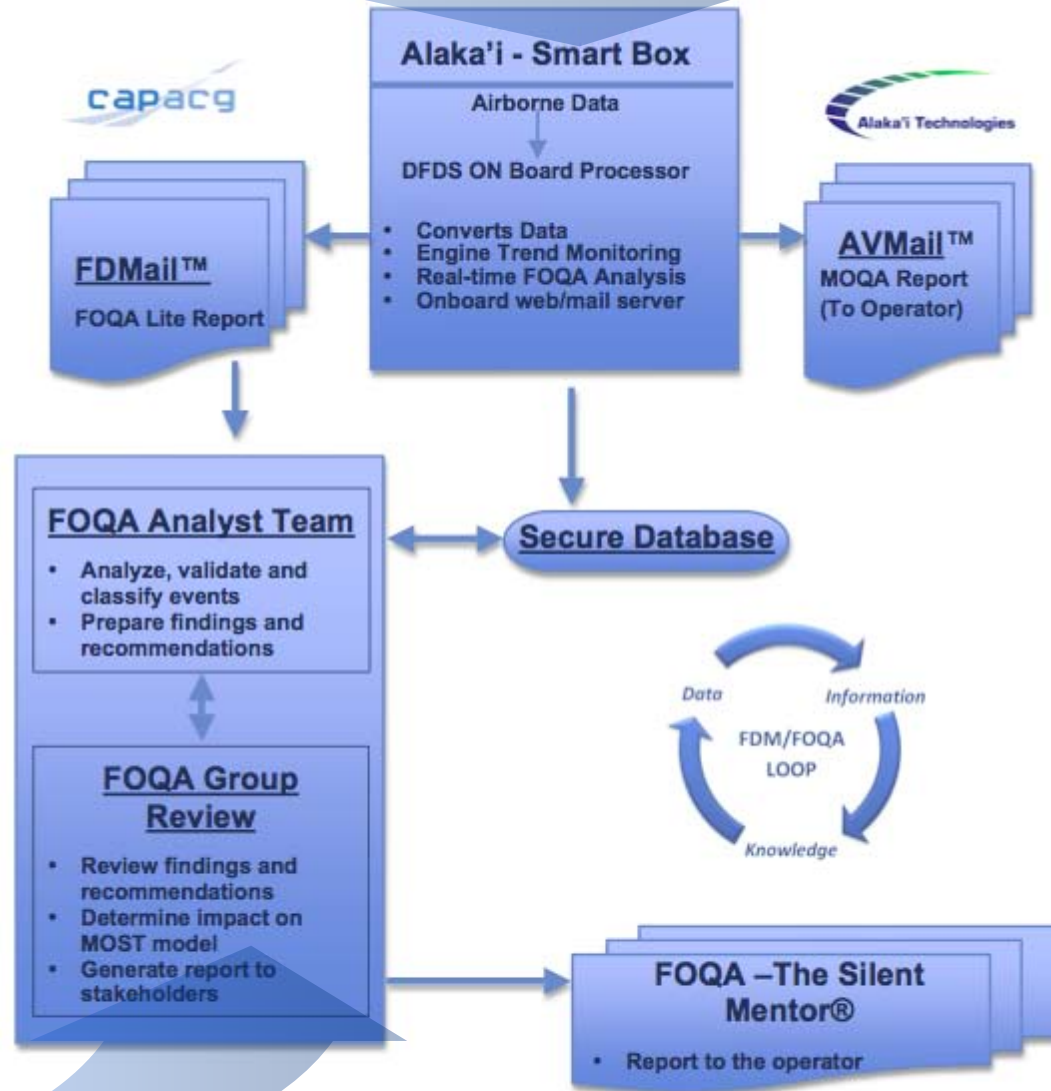 Alaka'i - Smart Box
capacg
Airborne Data
Alaka'i Technologies
DFDS ON Board Processor
• Converts Data
• Engine Trend Monitoring
• Real-time FOQA Analysis
• Onboard web/mail server
FDMail™
FOQA Lite Report
AVMail™
MOQA Report
(To Operator)
FOQA Analyst Team
• Analyze, validate and
classify events
• Prepare findings and
recommendations
Secure Database
Data
Information
FDM/FOQA
LOOP
Knowledge
FOQA Group
Review
• Review findings and
recommendations
• Determine impact on
MOST model
• Generate report to
stakeholders
FOQA –The Silent
Mentor®
• Report to the operator